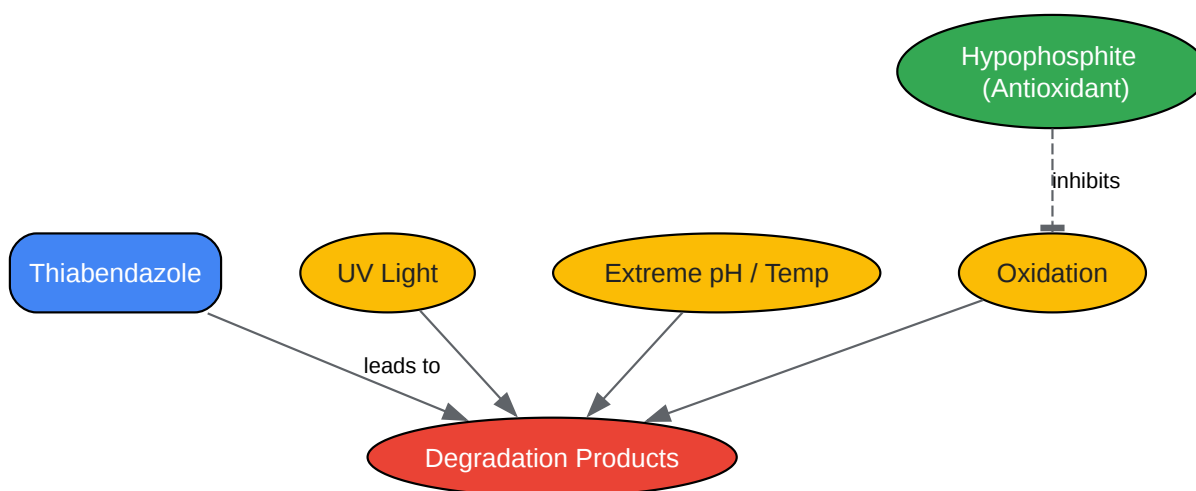 Hypophosphite
(Antioxidant)
inhibits
Thiabendazole
UV Light
Extreme pH / Temp
Oxidation
leads to
Degradation Products